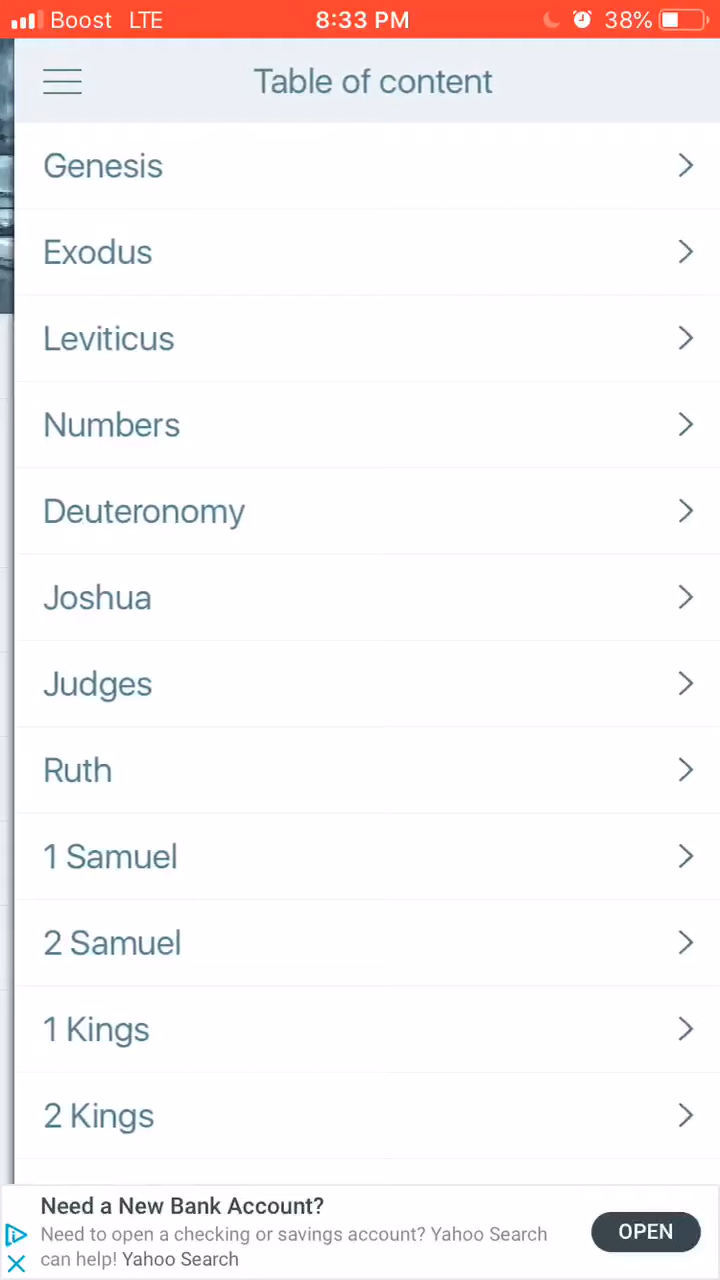 Boost LTE 8:33 PM 38%
Table of content
Genesis
Exodus
Leviticus
Numbers
Deuteronomy
Joshua
Judges
Ruth
1 Samuel
2 Samuel
1 Kings
2 Kings
Need a New Bank Account?
Need to open a checking or savings account? Yahoo Search
can help! Yahoo Search
OPEN